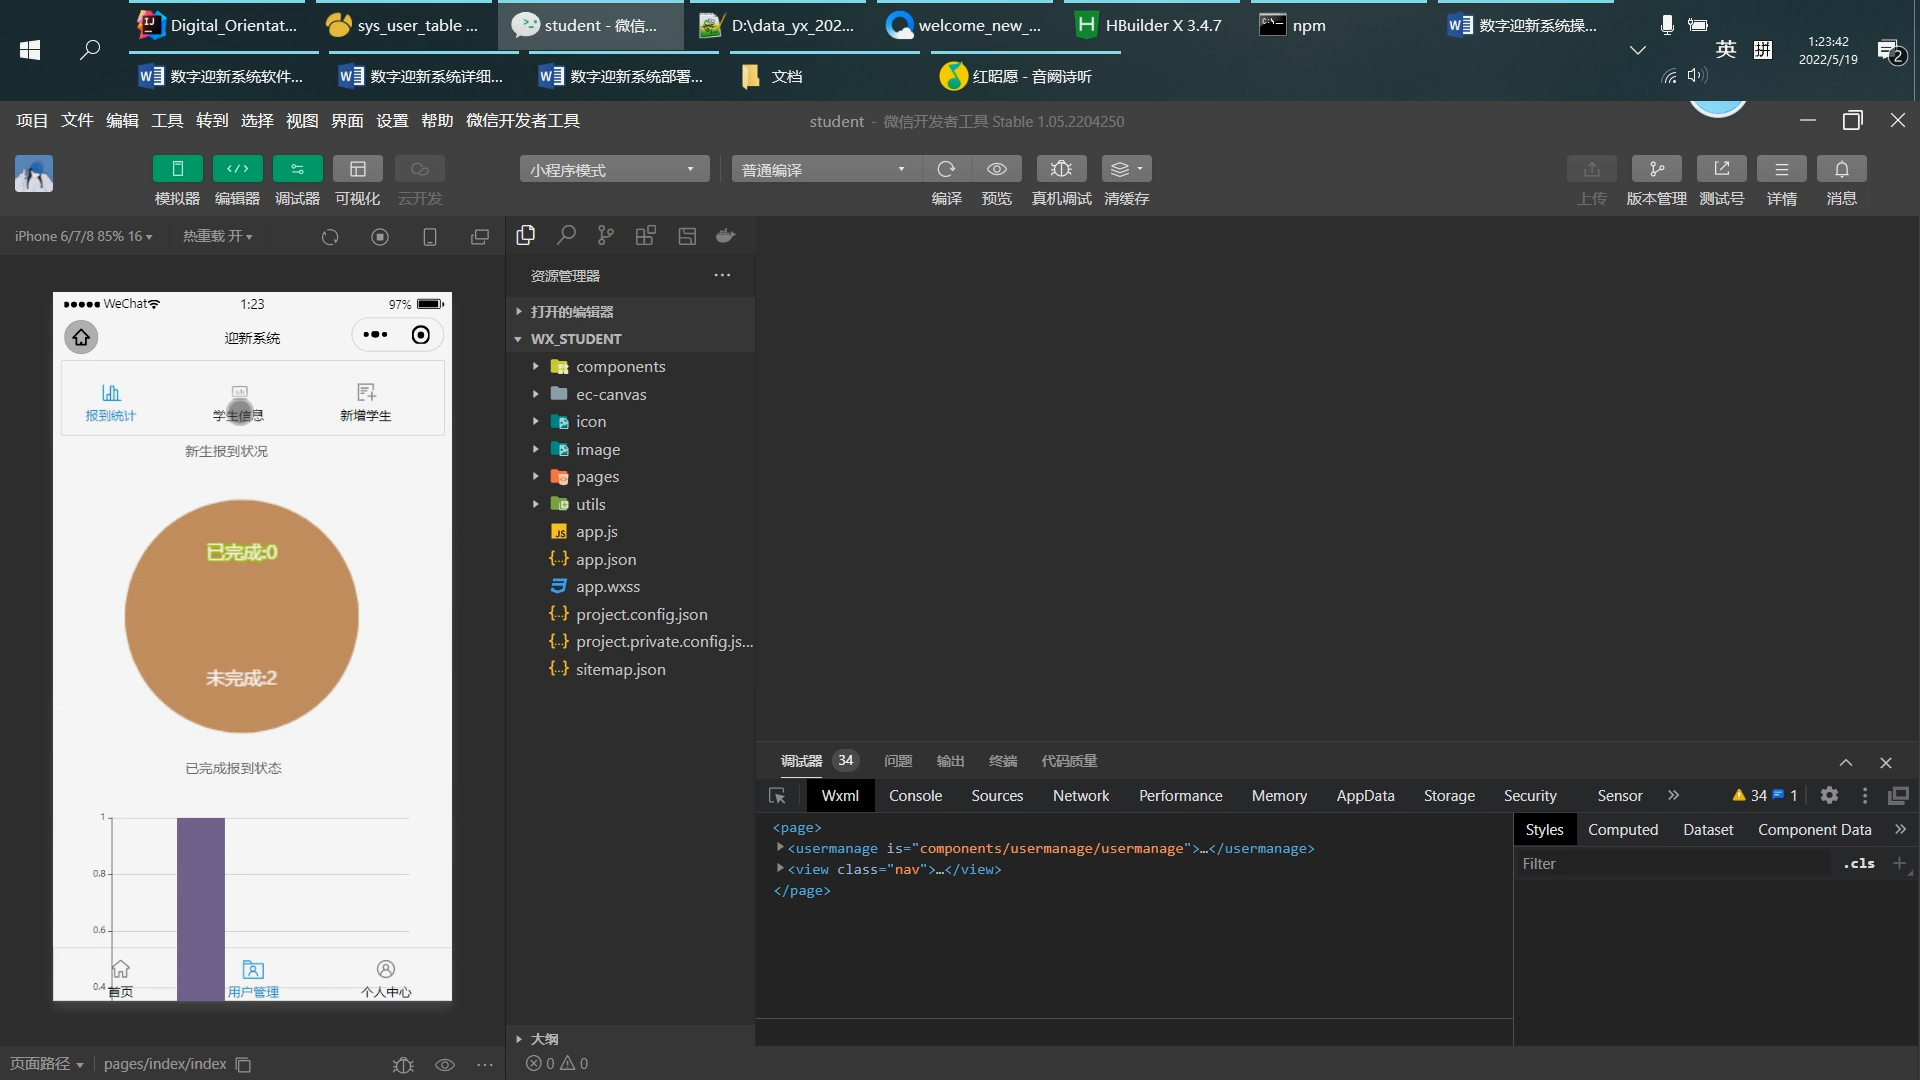 Digital_Orientat...
sys_user_table ...
student - 微信...
D:\data_yx_202...
welcome_new_...
HBuilder X 3.4.7
npm
数字迎新系统操...
数字迎新系统软件...
数字迎新系统详细...
数字迎新系统部署...
文档
红昭愿 - 音阙诗听
英
拼
1:23:42
2022/5/19
2
项目 文件 编辑 工具 转到 选择 视图 界面 设置 帮助 微信开发者工具
student - 微信开发者工具 Stable 1.05.2204250
小程序模式
普通编译
模拟器 编辑器 调试器 可视化 云开发
编译 预览 真机调试 清缓存
上传 版本管理 测试号 详情 消息
iPhone 6/7/8 85% 16
热重载 开
WeChat
1:23
97%
迎新系统
报到统计
学生信息
新增学生
新生报到状况
已完成:0
未完成:2
已完成报到状态
1
0.8
0.6
0.4
首页
用户管理
个人中心
页面路径
pages/index/index
资源管理器
打开的编辑器
WX_STUDENT
components
ec-canvas
icon
image
pages
utils
JS app.js
{..} app.json
app.wxss
{..} project.config.json
{..} project.private.config.js...
{..} sitemap.json
大纲
0 0
调试器 34 问题 输出 终端 代码质量
Wxml Console Sources Network Performance Memory AppData Storage Security Sensor
34 1
<page>
<usermanage is="components/usermanage/usermanage">…</usermanage>
<view class="nav">…</view>
</page>
Styles Computed Dataset Component Data
Filter
.cls